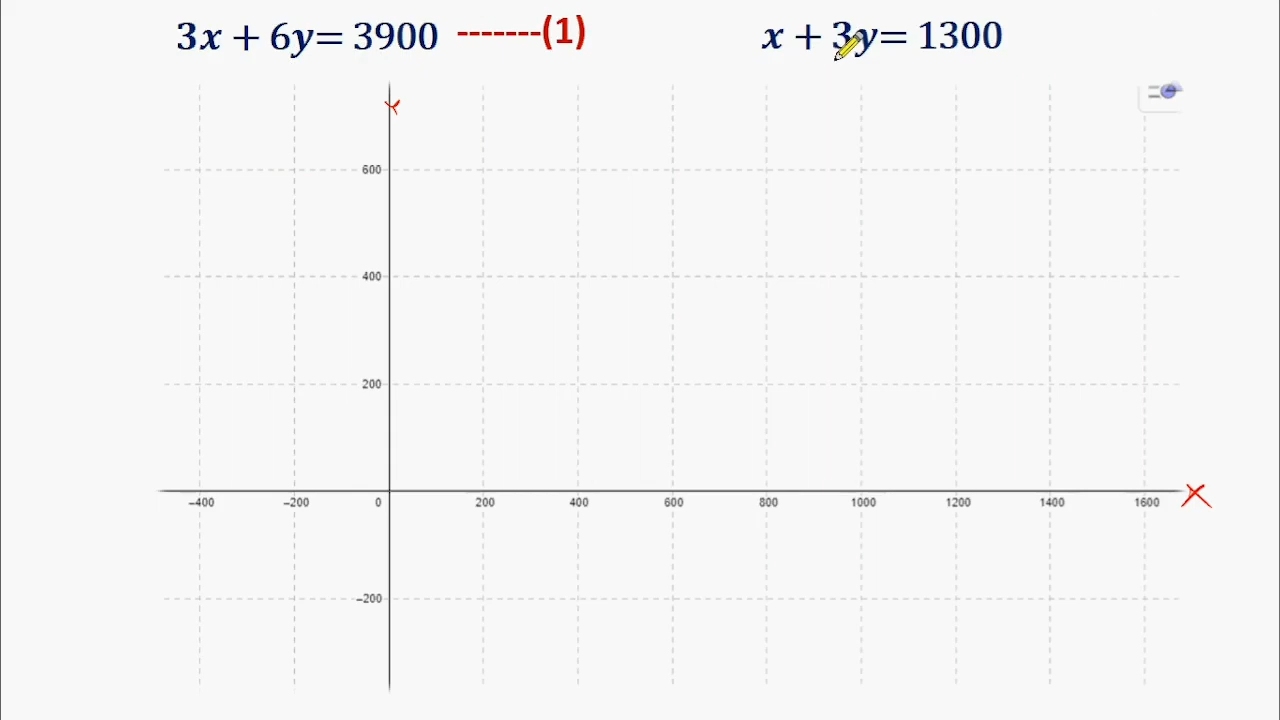 3x + 6y= 3900 -------(1)
x + 3y= 1300
Y
600
400
200
-400 -200 0 200 400 600 800 1000 1200 1400 1600 X
-200